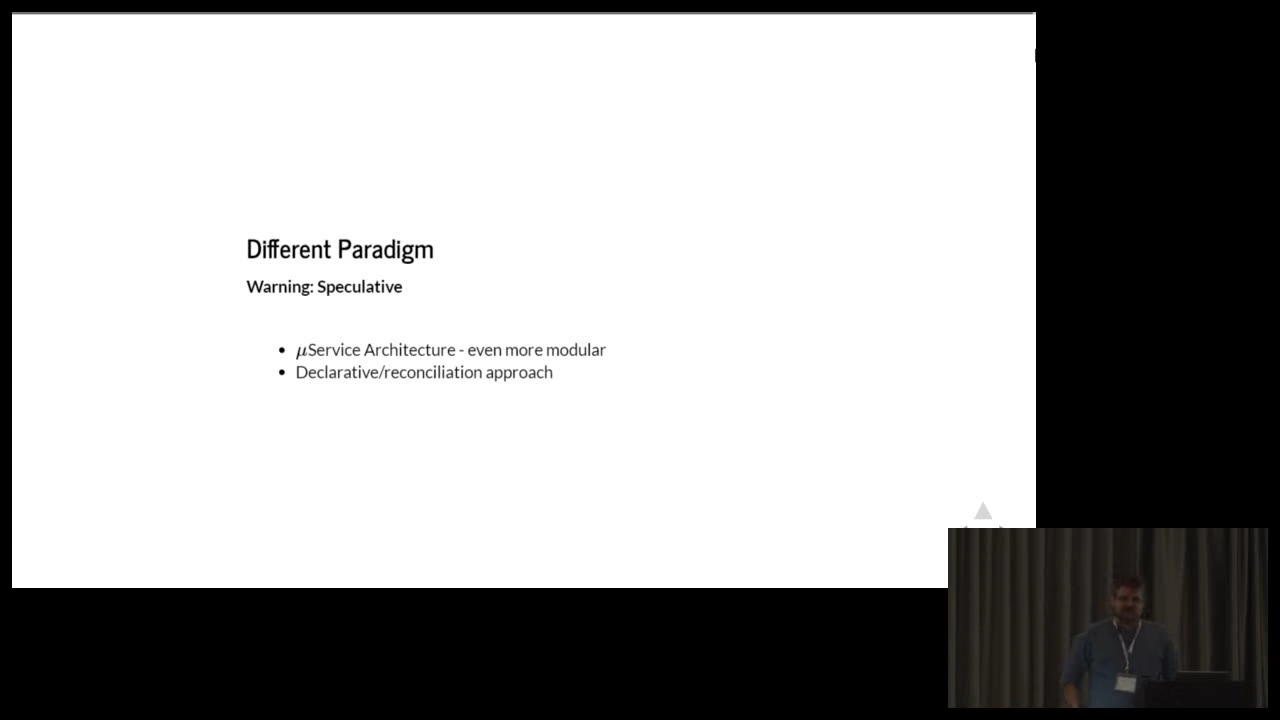 Different Paradigm
Warning: Speculative
μService Architecture - even more modular
Declarative/reconciliation approach